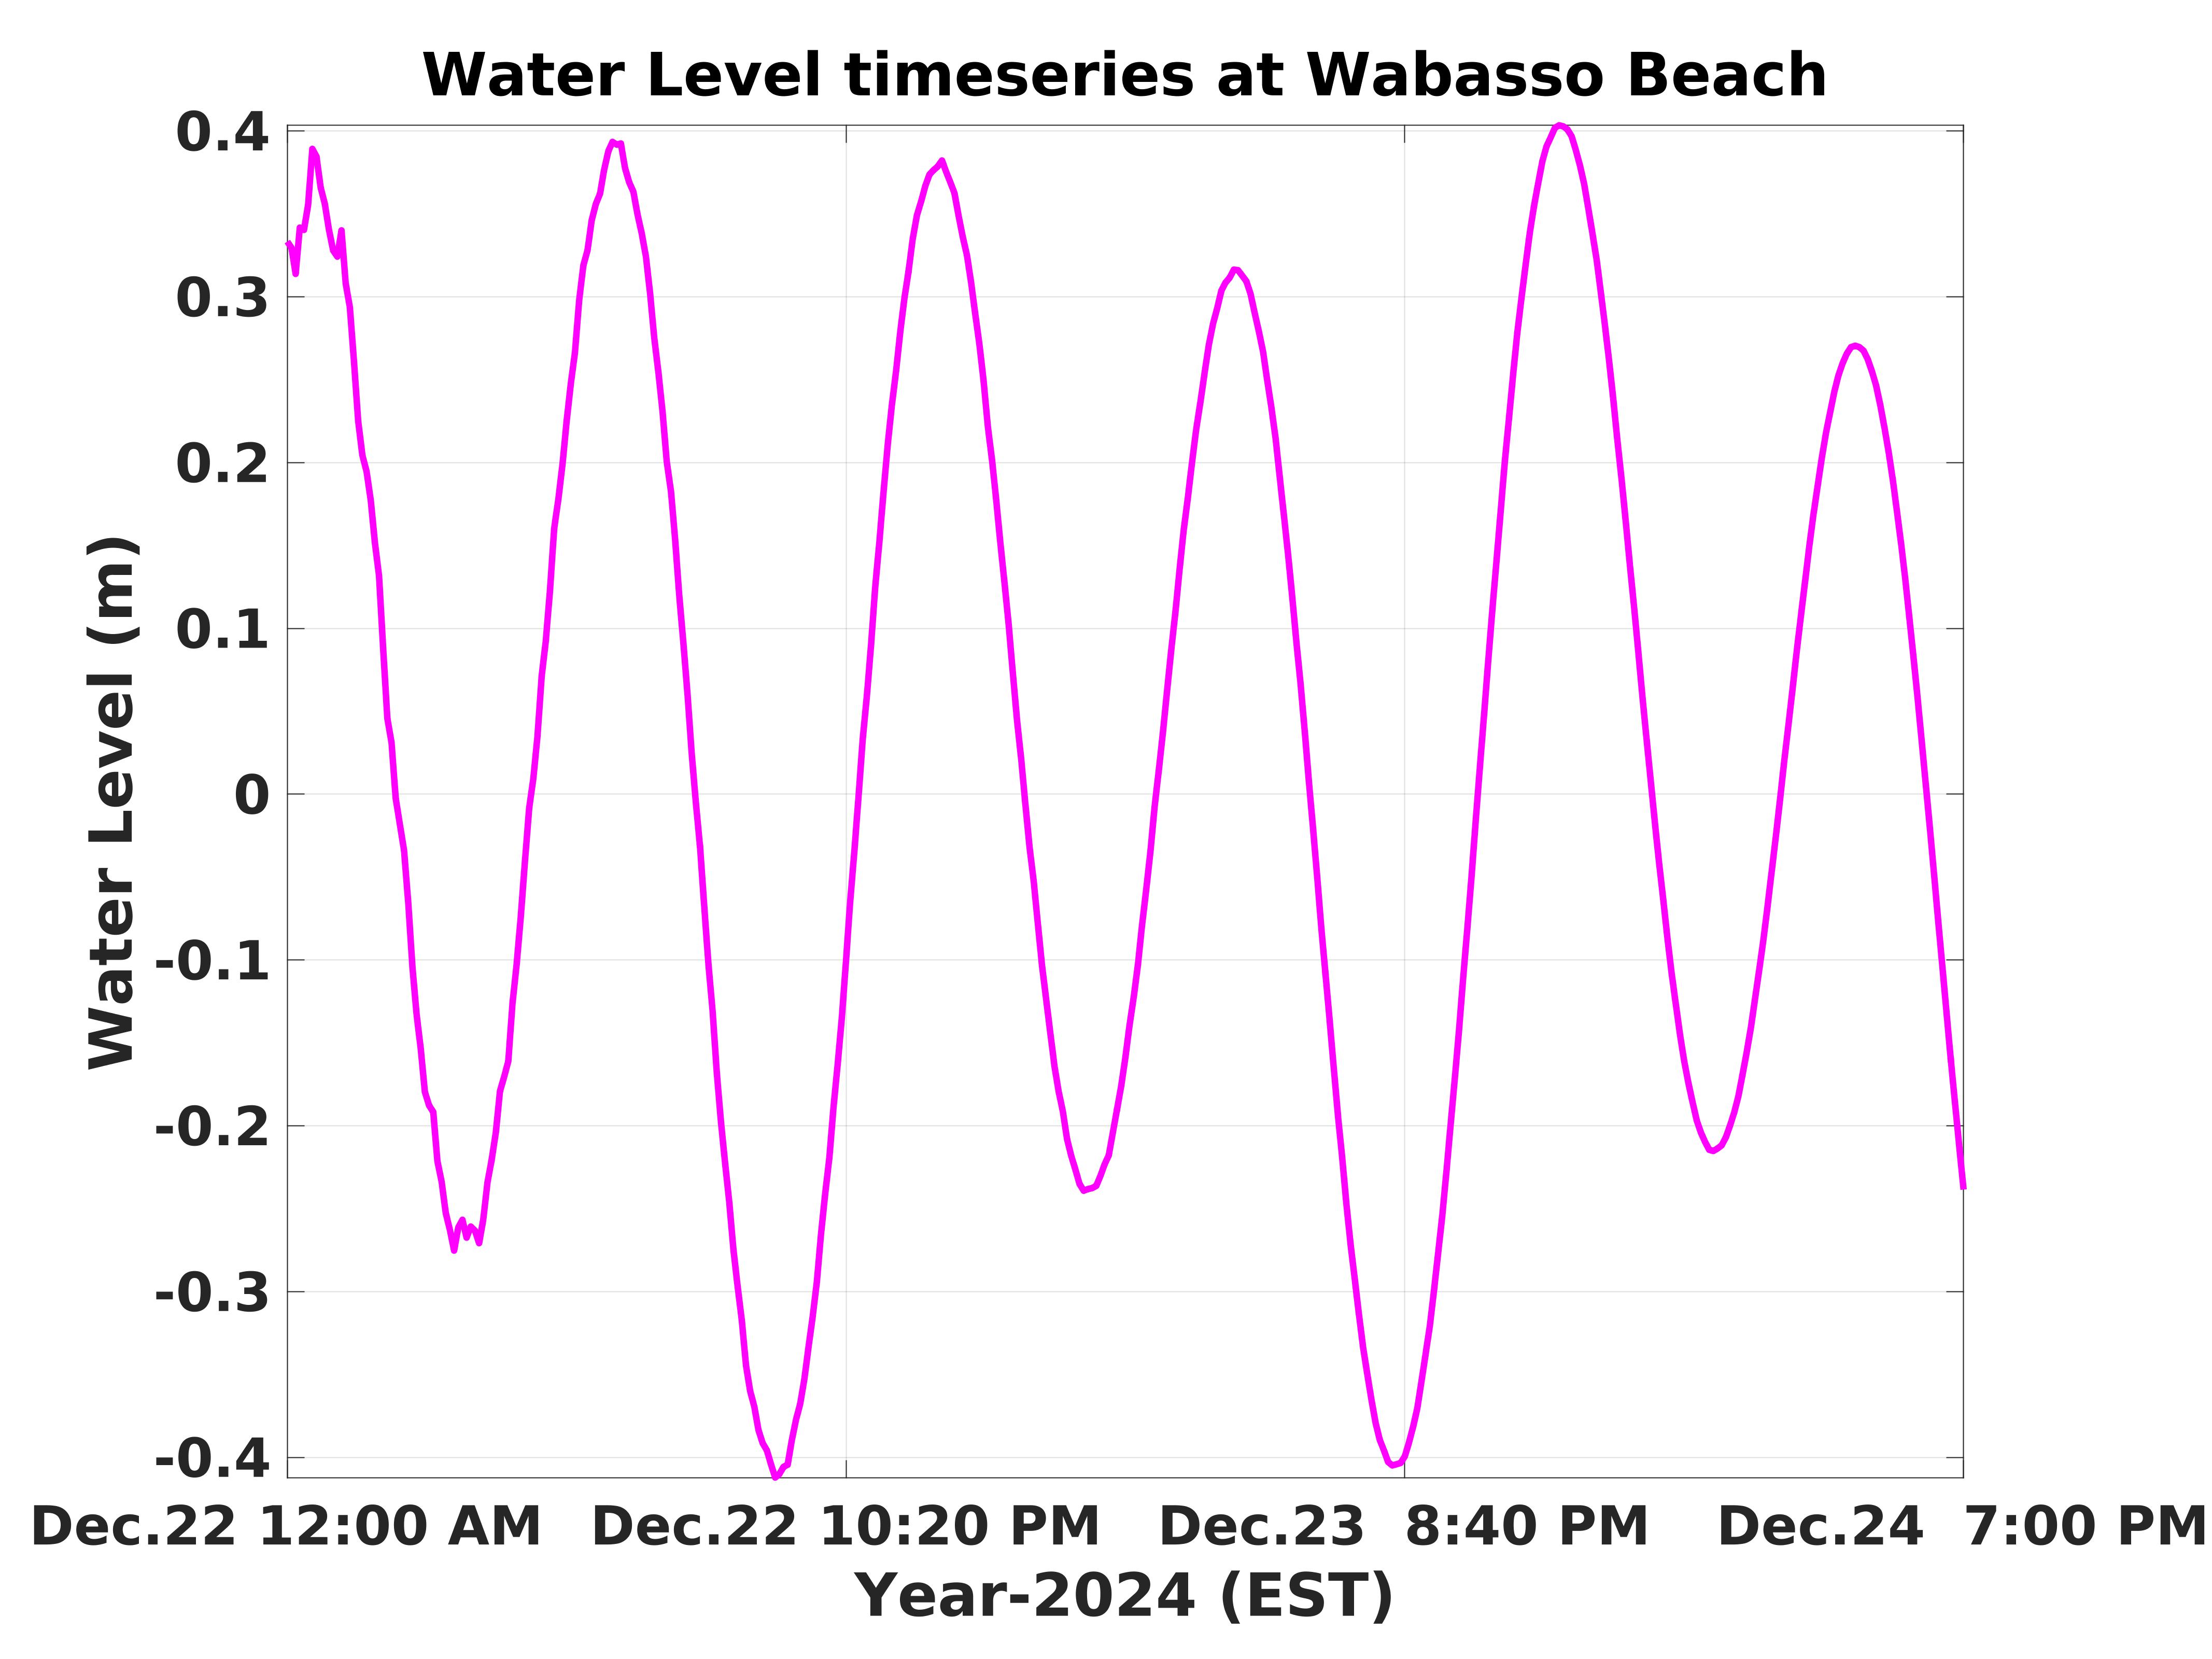 Water Level timeseries at Wabasso Beach
0.4
0.3
0.2
0.1
0
-0.1
-0.2
-0.3
-0.4
Water Level (m)
Dec.22 12:00 AM Dec.22 10:20 PM Dec.23 8:40 PM Dec.24 7:00 PM
Year-2024 (EST)